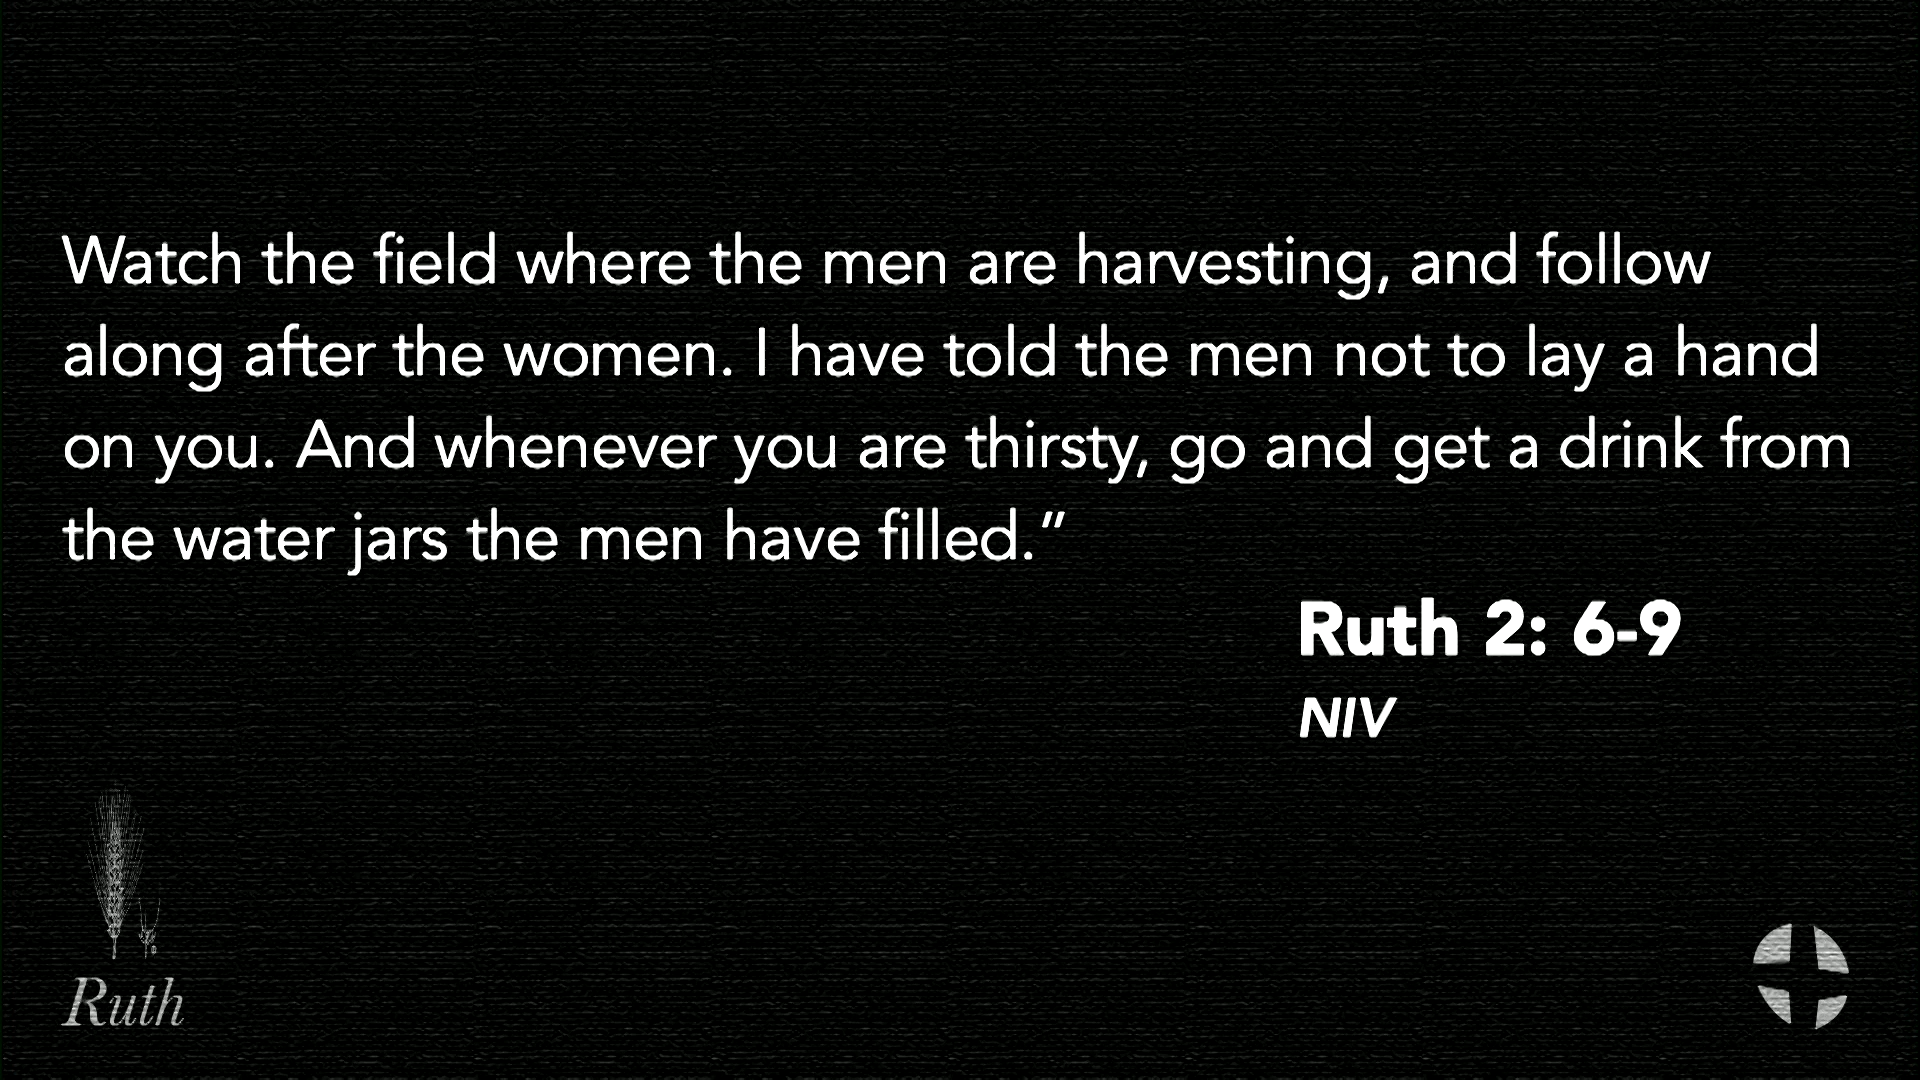 Watch the field where the men are harvesting, and follow
along after the women. I have told the men not to lay a hand
on you. And whenever you are thirsty, go and get a drink from
the water jars the men have filled.”
Ruth 2: 6-9
NIV
Ruth